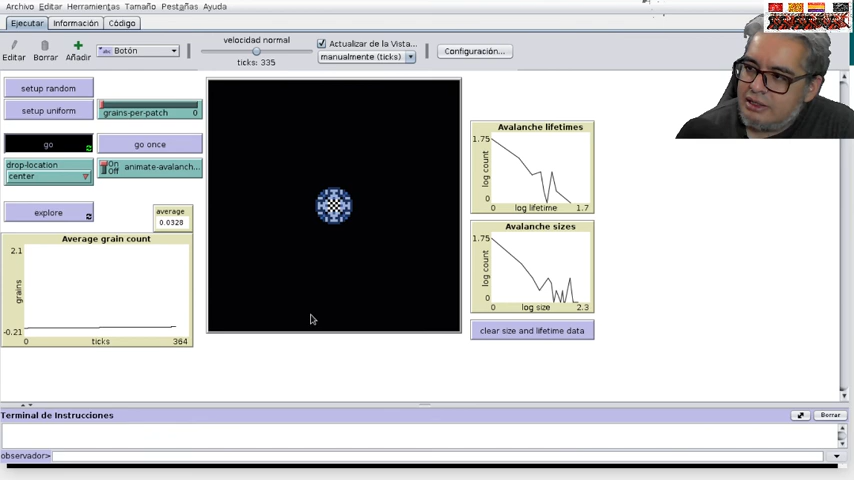 Archivo Editar Herramientas Tamaño Pestañas Ayuda
Ejecutar Información Código
Editar Borrar Añadir
Botón
velocidad normal
ticks: 335
Actualizar de la Vista...
manualmente (ticks)
Configuración...
setup random
setup uniform
grains-per-patch 0
go
go once
drop-location
center
On
Off
animate-avalanch...
explore
average
0.0328
Average grain count
2.1
grains
-0.21
0 ticks 364
Avalanche lifetimes
1.75
log count
0
0 log lifetime 1.7
Avalanche sizes
1.75
log count
0
0 log size 2.3
clear size and lifetime data
Terminal de Instrucciones
Borrar
observador>